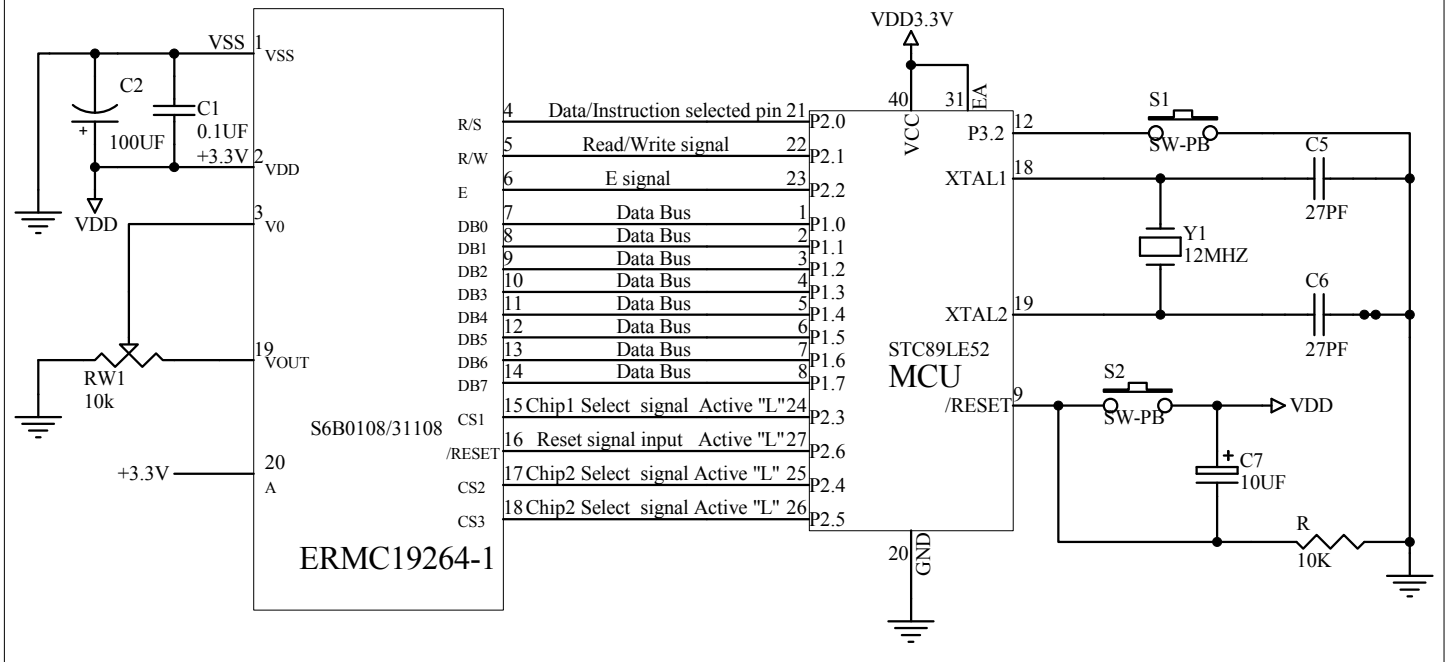 VDD3.3V
VSS 1
VSS
C2
100UF
+
C1
0.1UF
+3.3V 2
VDD
VDD
3
V0
RW1
10k
19
VOUT
S6B0108/31108
+3.3V
20
A
ERMC19264-1
R/S 4 Data/Instruction selected pin 21 P2.0
R/W 5 Read/Write signal 22 P2.1
E 6 E signal 23 P2.2
DB0 7 Data Bus 1 P1.0
DB1 8 Data Bus 2 P1.1
DB2 9 Data Bus 3 P1.2
DB3 10 Data Bus 4 P1.3
DB4 11 Data Bus 5 P1.4
DB5 12 Data Bus 6 P1.5
DB6 13 Data Bus 7 P1.6
DB7 14 Data Bus 8 P1.7
CS1 15 Chip1 Select signal Active "L" 24 P2.3
/RESET 16 Reset signal input Active "L" 27 P2.6
CS2 17 Chip2 Select signal Active "L" 25 P2.4
CS3 18 Chip2 Select signal Active "L" 26 P2.5
40
VCC
31
EA
P3.2 12
S1
SW-PB
XTAL1 18
C5
27PF
Y1
12MHZ
XTAL2 19
C6
27PF
STC89LE52
MCU
/RESET 9
S2
SW-PB
VDD
+
C7
10UF
R
10K
20
GND